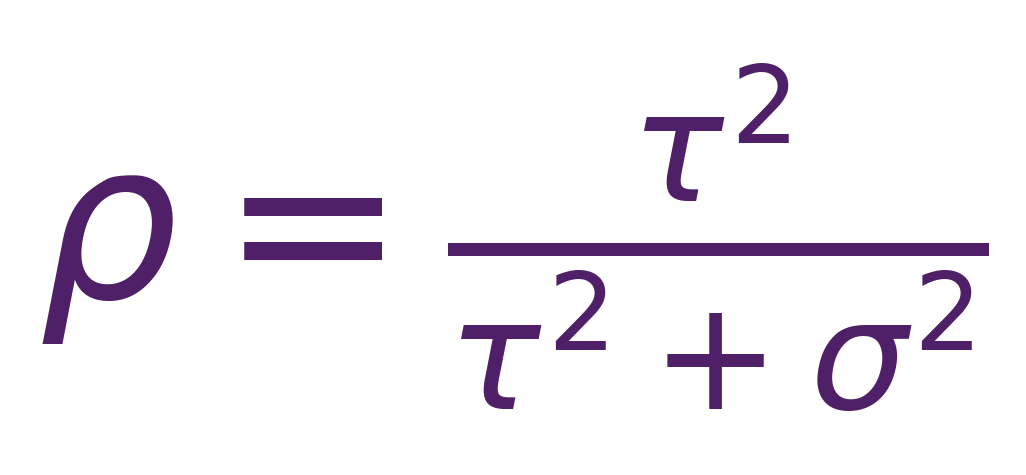 ρ = τ² / (τ² + σ²)